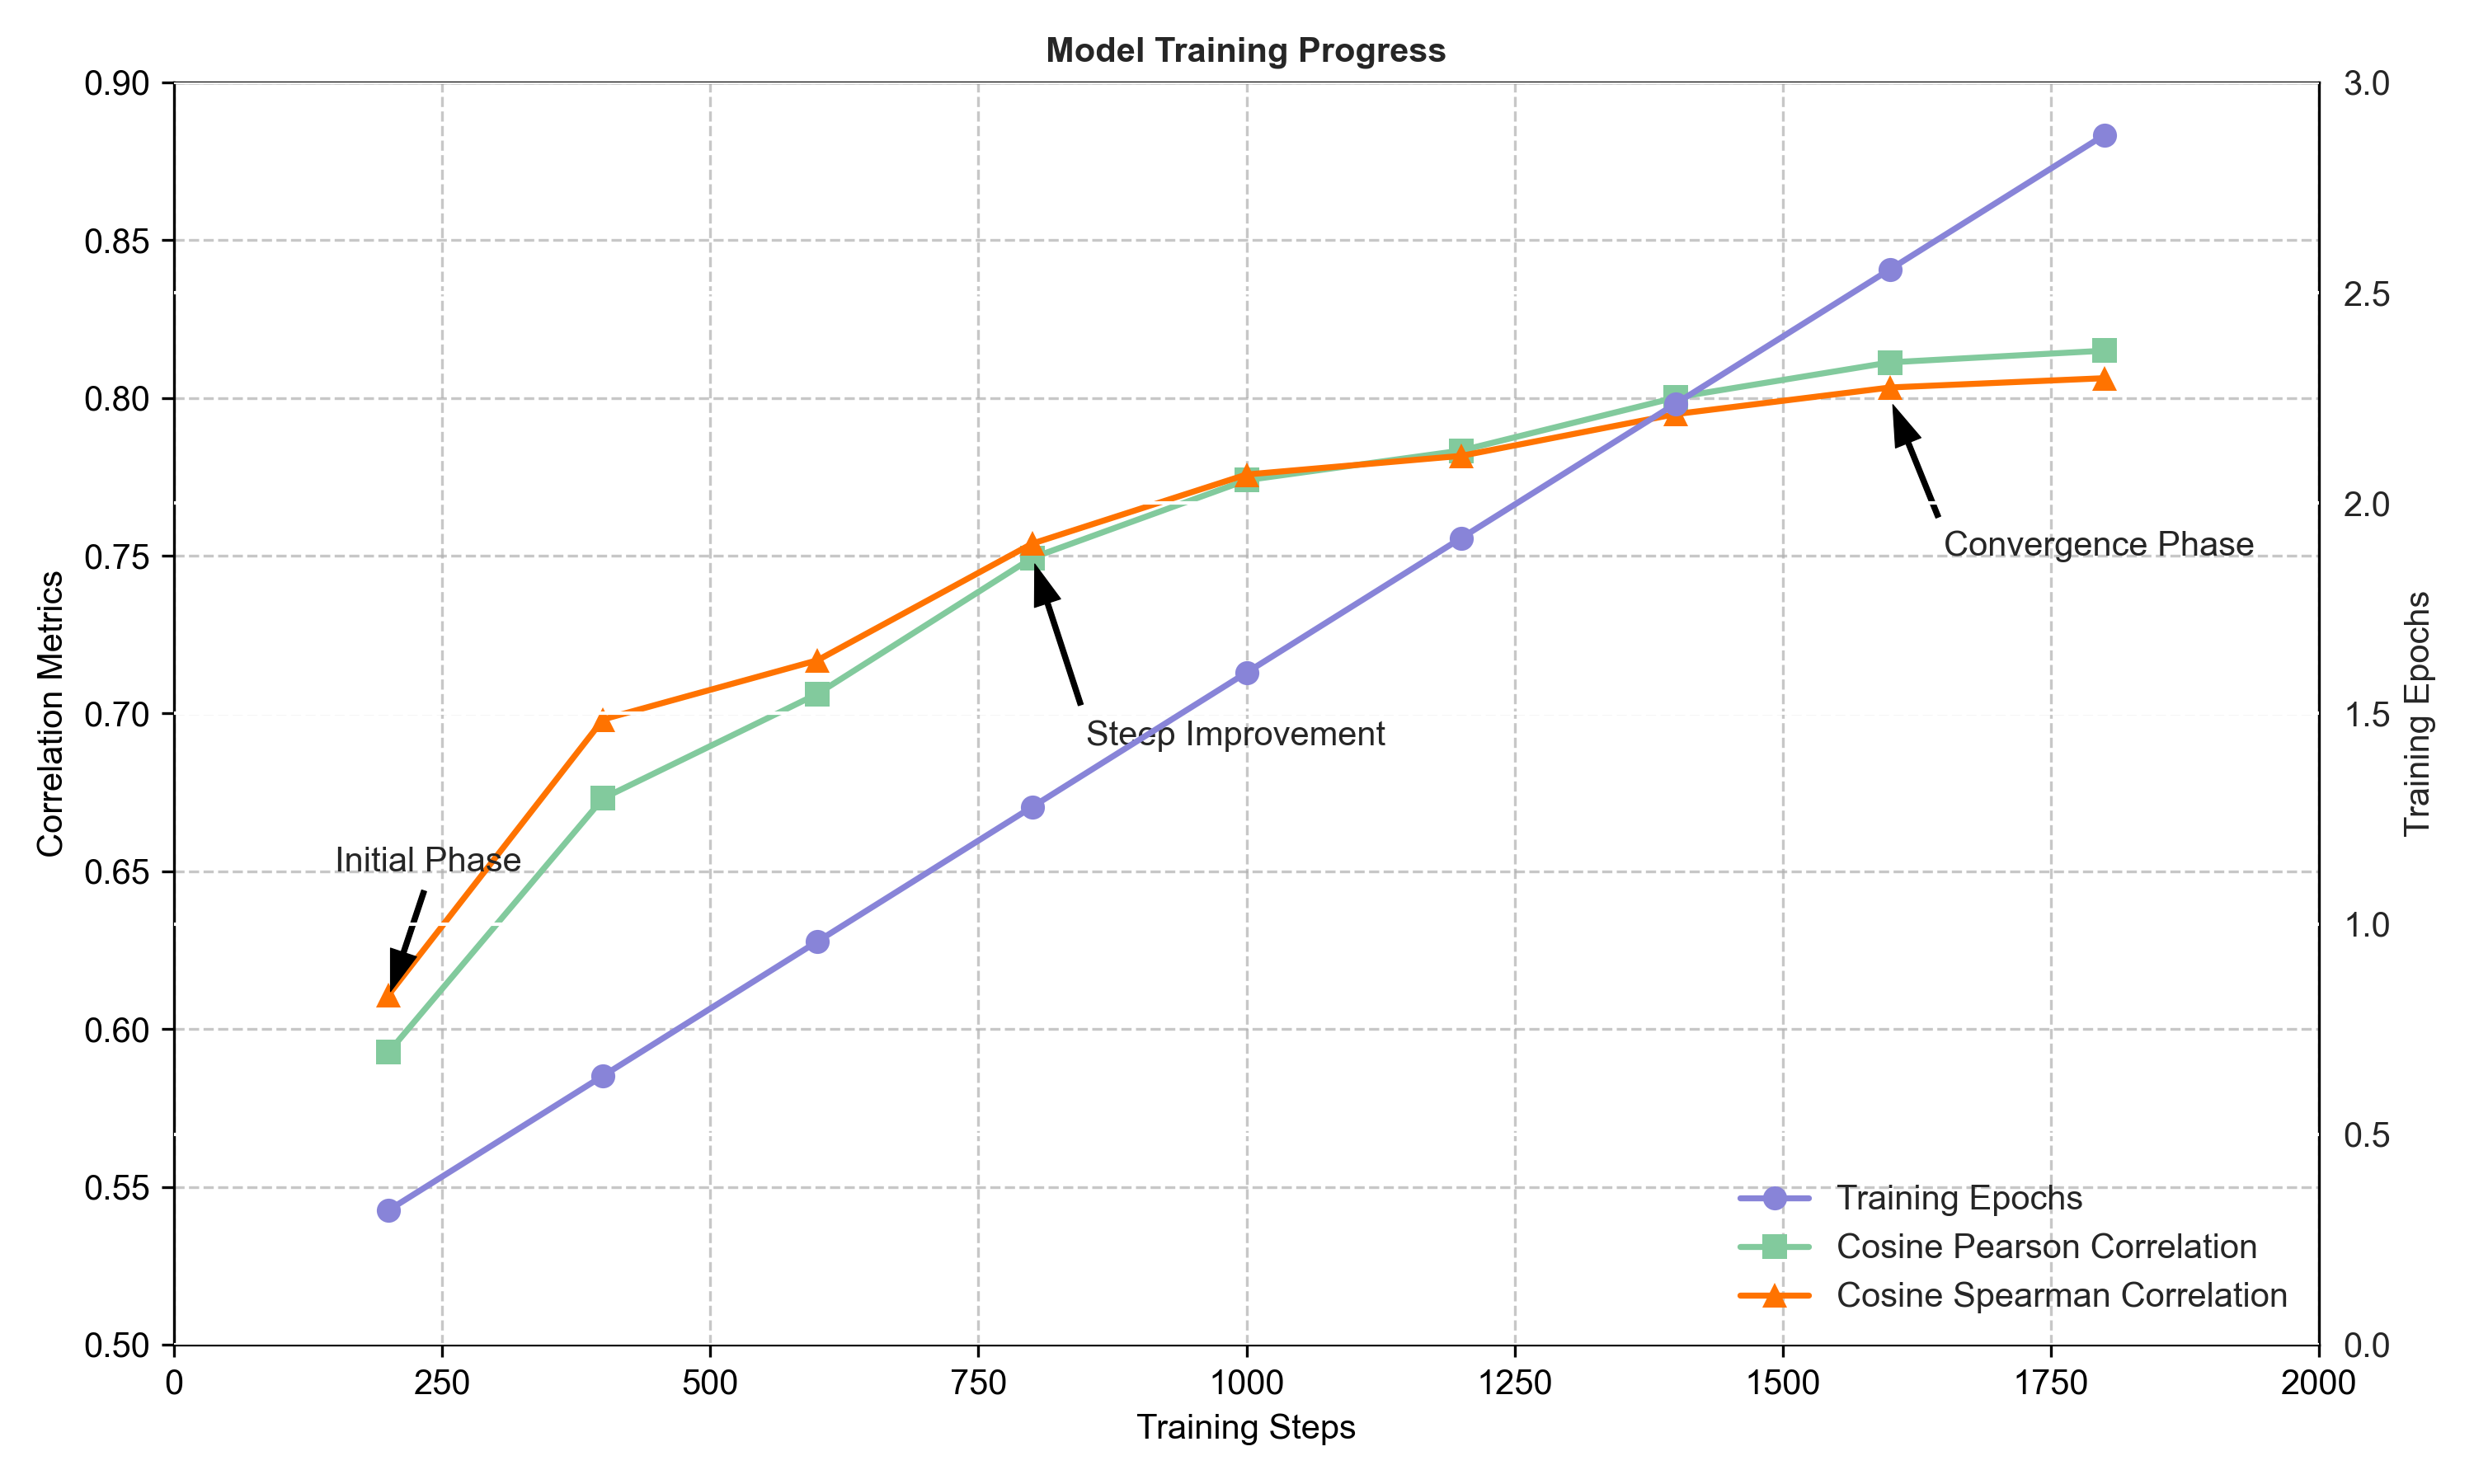 Model Training Progress
0.90
0.85
0.80
0.75
0.70
0.65
0.60
0.55
0.50
Correlation Metrics
3.0
2.5
2.0
1.5
1.0
0.5
0.0
Training Epochs
Initial Phase
Steep Improvement
Convergence Phase
Training Epochs
Cosine Pearson Correlation
Cosine Spearman Correlation
0 250 500 750 1000 1250 1500 1750 2000
Training Steps